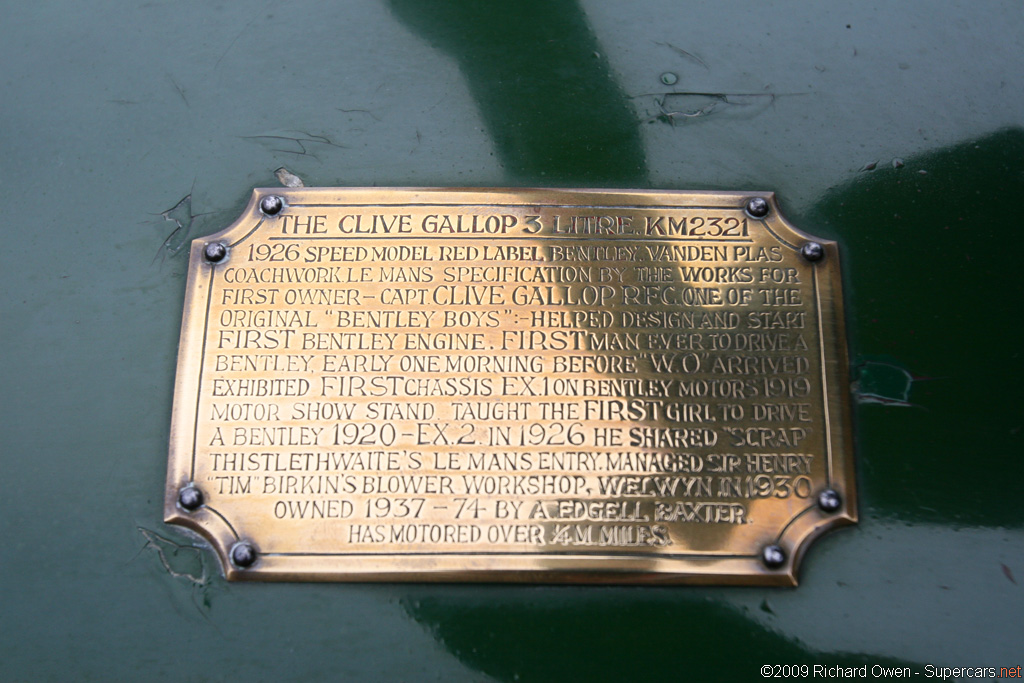 THE CLIVE GALLOP 3 LITRE. KM2321
1926 SPEED MODEL RED LABEL, BENTLEY. VANDEN PLAS
COACHWORK. LE MANS SPECIFICATION BY THE WORKS FOR
FIRST OWNER - CAPT. CLIVE GALLOP, R.F.C. ONE OF THE
ORIGINAL "BENTLEY BOYS":- HELPED DESIGN AND START
FIRST BENTLEY ENGINE. FIRST MAN EVER TO DRIVE A
BENTLEY, EARLY ONE MORNING BEFORE "W.O." ARRIVED
EXHIBITED FIRST CHASSIS EX.1 ON BENTLEY MOTORS 1919
MOTOR SHOW STAND. TAUGHT THE FIRST GIRL, TO DRIVE
A BENTLEY 1920 - EX.2. IN 1926 HE SHARED "SCRAP"
THISTLETHWAITE'S LE MANS ENTRY. MANAGED SIR HENRY
"TIM" BIRKIN'S BLOWER WORKSHOP, WELWYN IN 1930
OWNED 1937 - 74 BY A. EDGELL, BAXTER.
HAS MOTORED OVER ¼ M. MILES.
©2009 Richard Owen - Supercars.net